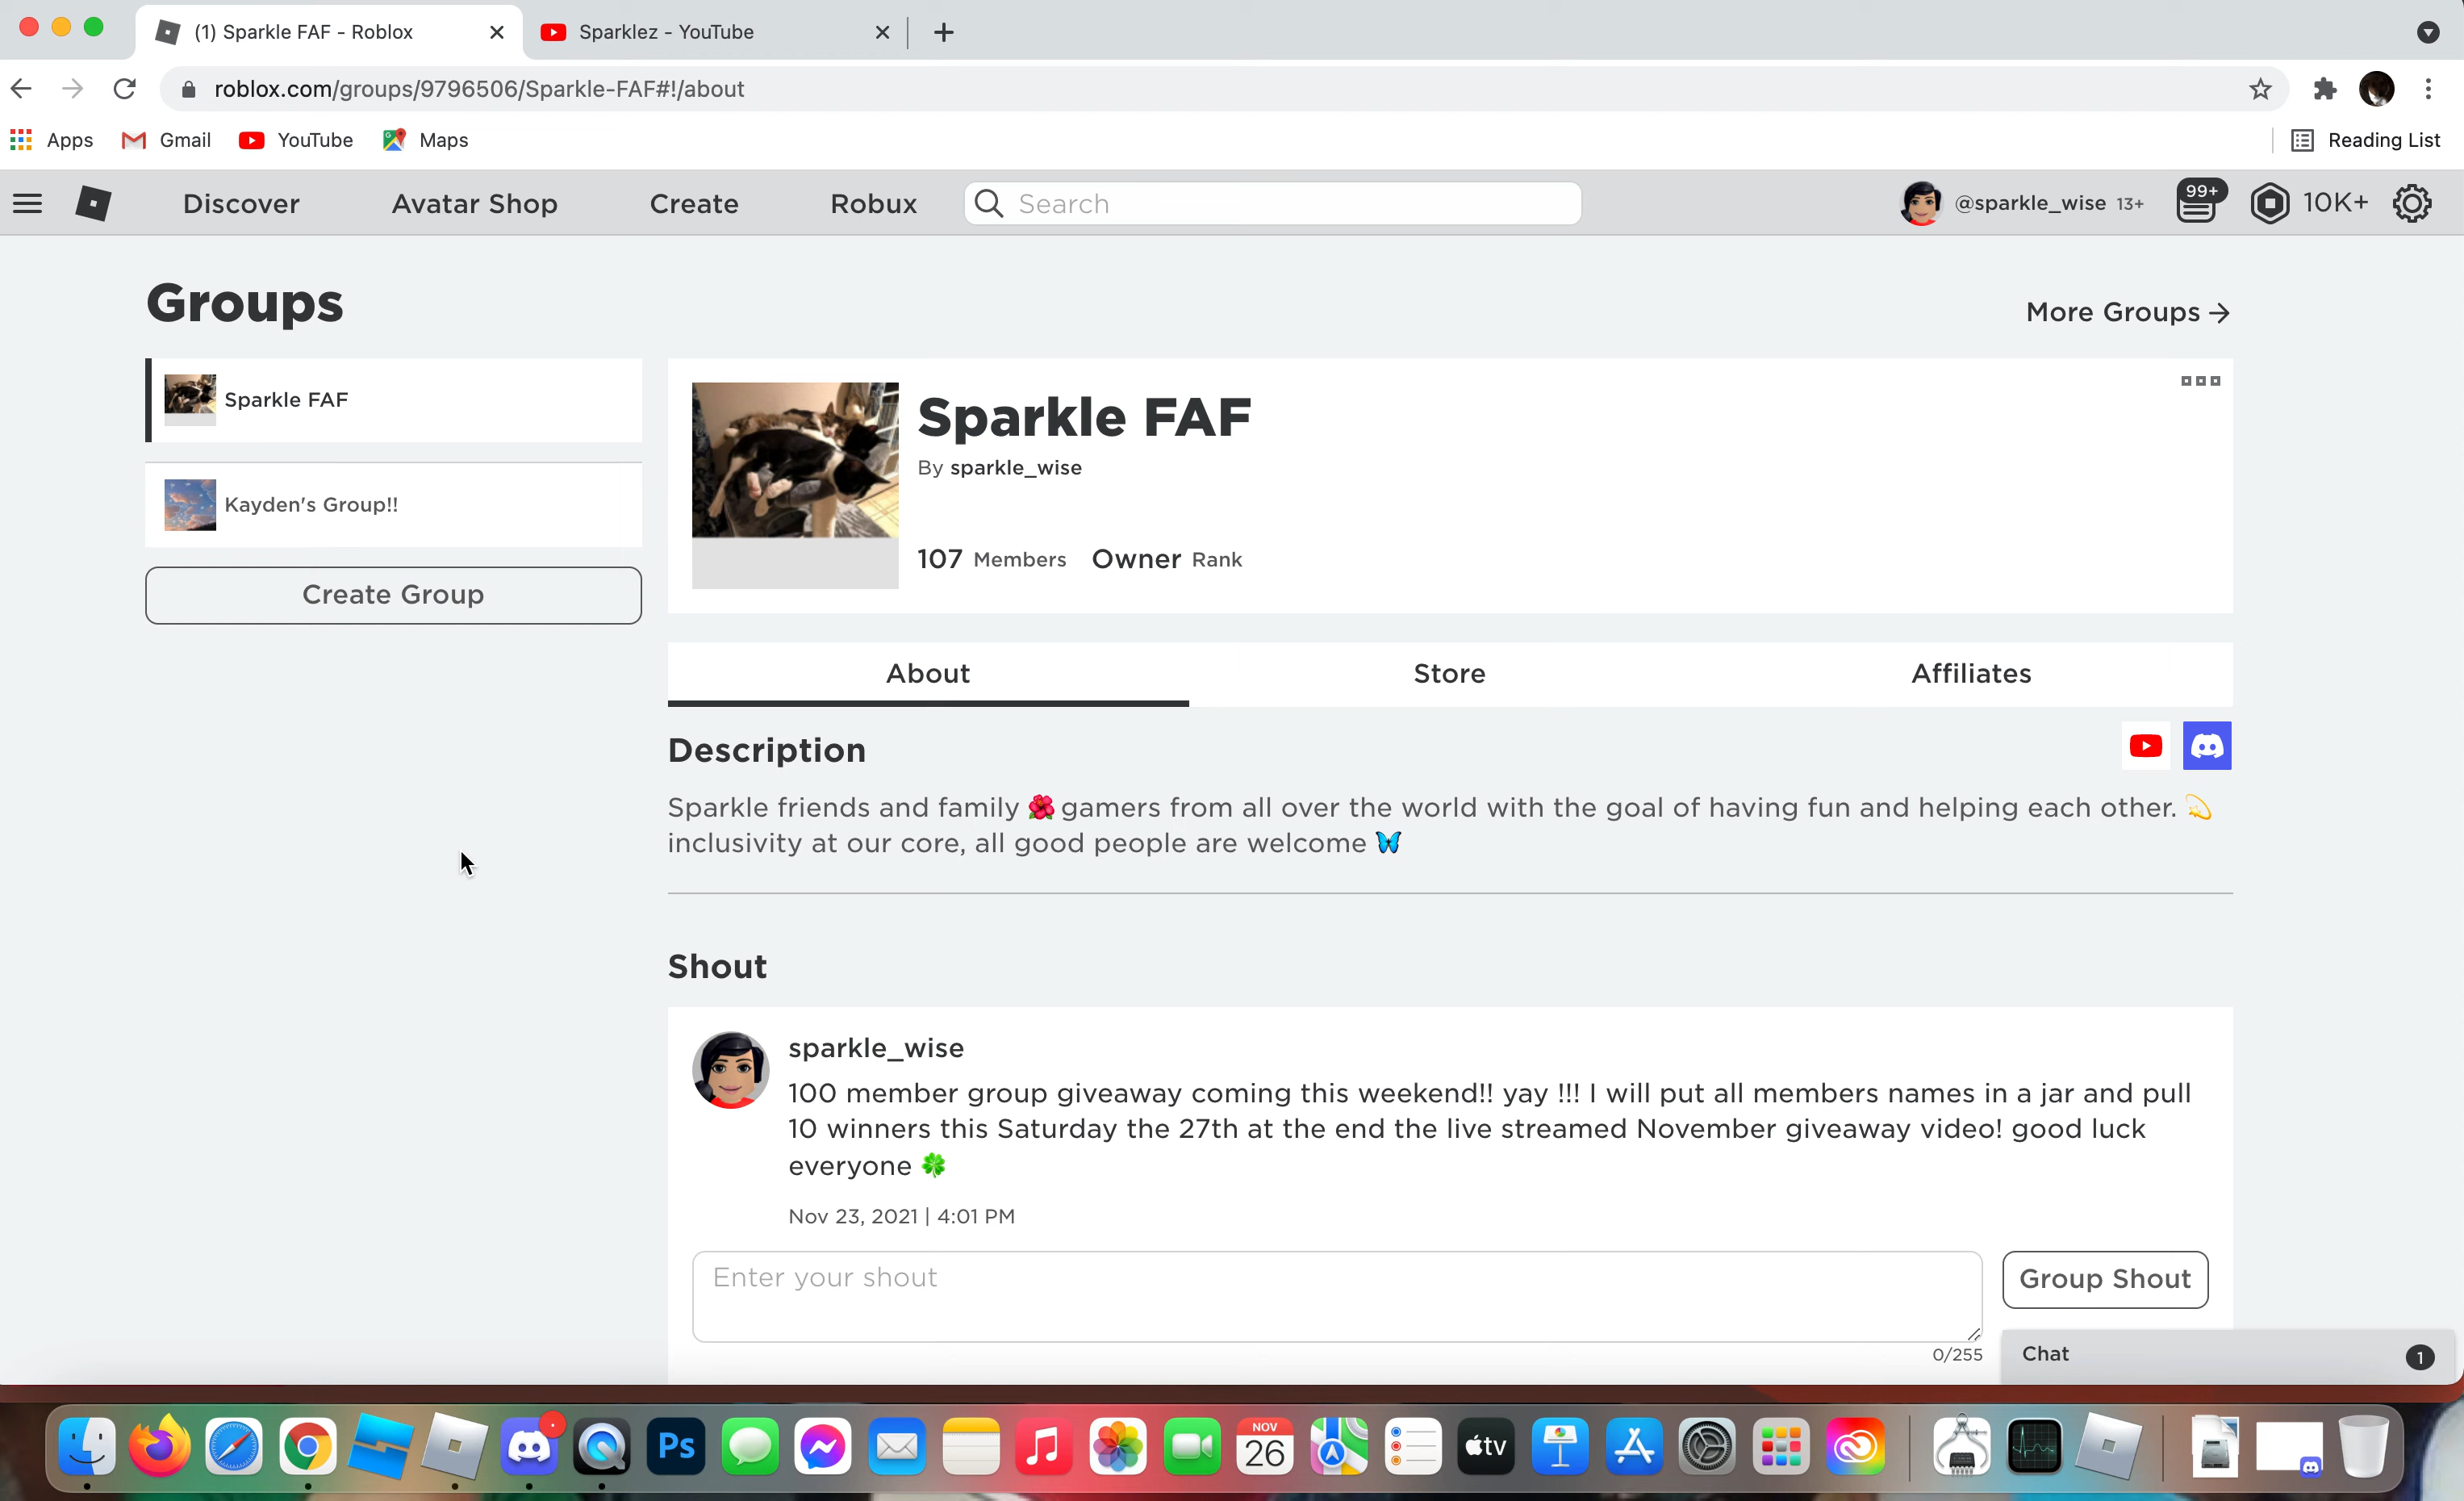 (1) Sparkle FAF - Roblox
Sparklez - YouTube
roblox.com/groups/9796506/Sparkle-FAF#!/about
Apps
Gmail
YouTube
Maps
Reading List
Discover
Avatar Shop
Create
Robux
Search
@sparkle_wise 13+
99+
10K+
Groups
More Groups
Sparkle FAF
Kayden's Group!!
Create Group
Sparkle FAF
By sparkle_wise
107 Members Owner Rank
About
Store
Affiliates
Description
Sparkle friends and family 🌺 gamers from all over the world with the goal of having fun and helping each other. 💫
inclusivity at our core, all good people are welcome 🦋
Shout
sparkle_wise
100 member group giveaway coming this weekend!! yay !!! I will put all members names in a jar and pull
10 winners this Saturday the 27th at the end the live streamed November giveaway video! good luck
everyone 🍀
Nov 23, 2021 | 4:01 PM
Enter your shout
Group Shout
0/255
Chat
1
Ps
NOV
26
tv